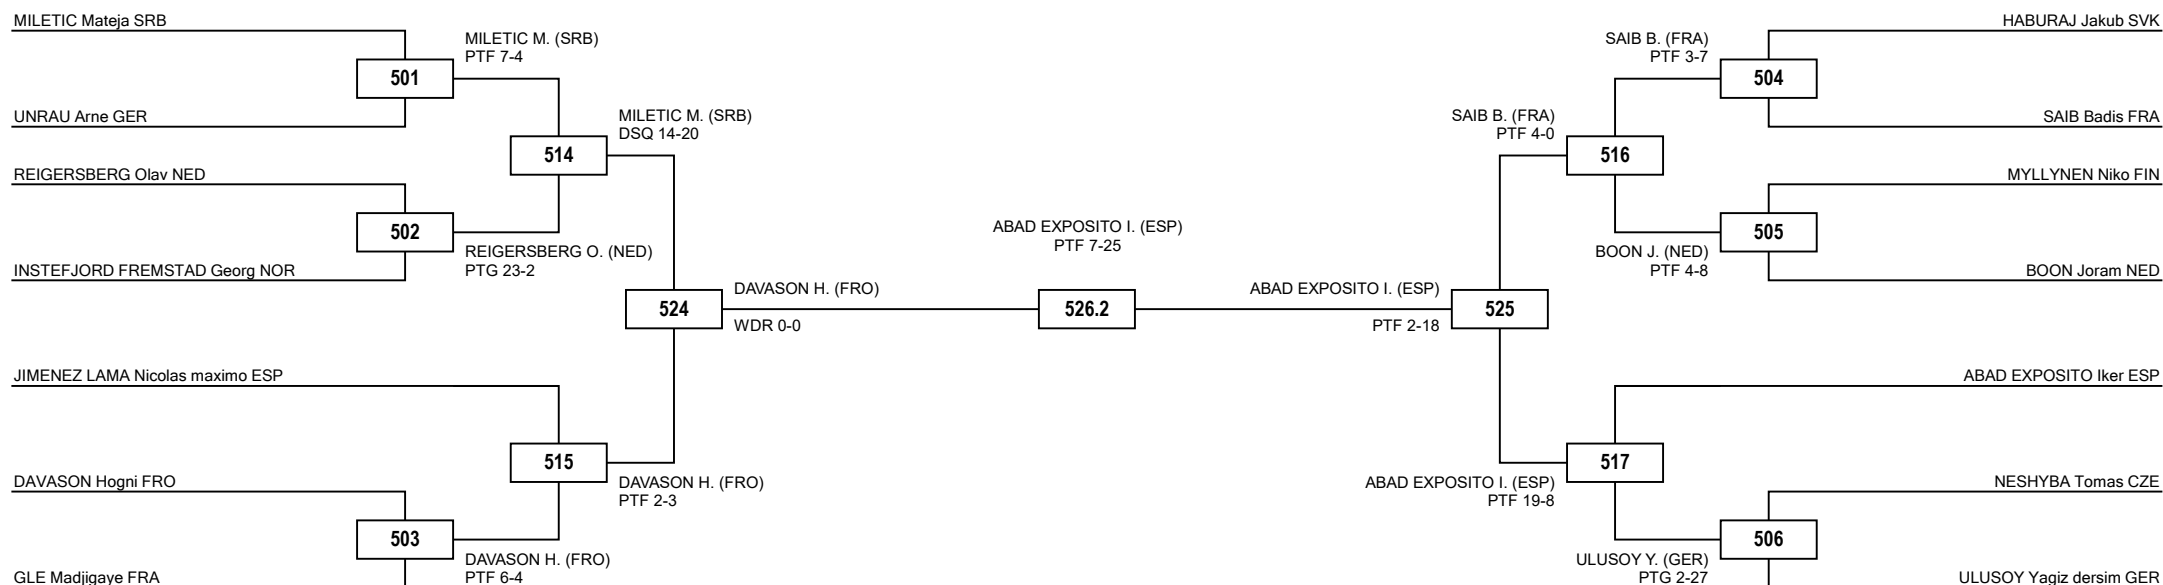 MILETIC Mateja SRB
MILETIC M. (SRB)
PTF 7-4
501
UNRAU Arne GER
MILETIC M. (SRB)
DSQ 14-20
514
REIGERSBERG Olav NED
502
REIGERSBERG O. (NED)
PTG 23-2
INSTEFJORD FREMSTAD Georg NOR
524
DAVASON H. (FRO)
WDR 0-0
JIMENEZ LAMA Nicolas maximo ESP
515
DAVASON H. (FRO)
PTF 2-3
DAVASON Hogni FRO
503
DAVASON H. (FRO)
PTF 6-4
GLE Madjigaye FRA
ABAD EXPOSITO I. (ESP)
PTF 7-25
526.2
HABURAJ Jakub SVK
SAIB B. (FRA)
PTF 3-7
504
SAIB Badis FRA
SAIB B. (FRA)
PTF 4-0
516
MYLLYNEN Niko FIN
505
BOON J. (NED)
PTF 4-8
BOON Joram NED
ABAD EXPOSITO I. (ESP)
525
PTF 2-18
ABAD EXPOSITO Iker ESP
517
ABAD EXPOSITO I. (ESP)
PTF 19-8
NESHYBA Tomas CZE
506
ULUSOY Y. (GER)
PTG 2-27
ULUSOY Yagiz dersim GER